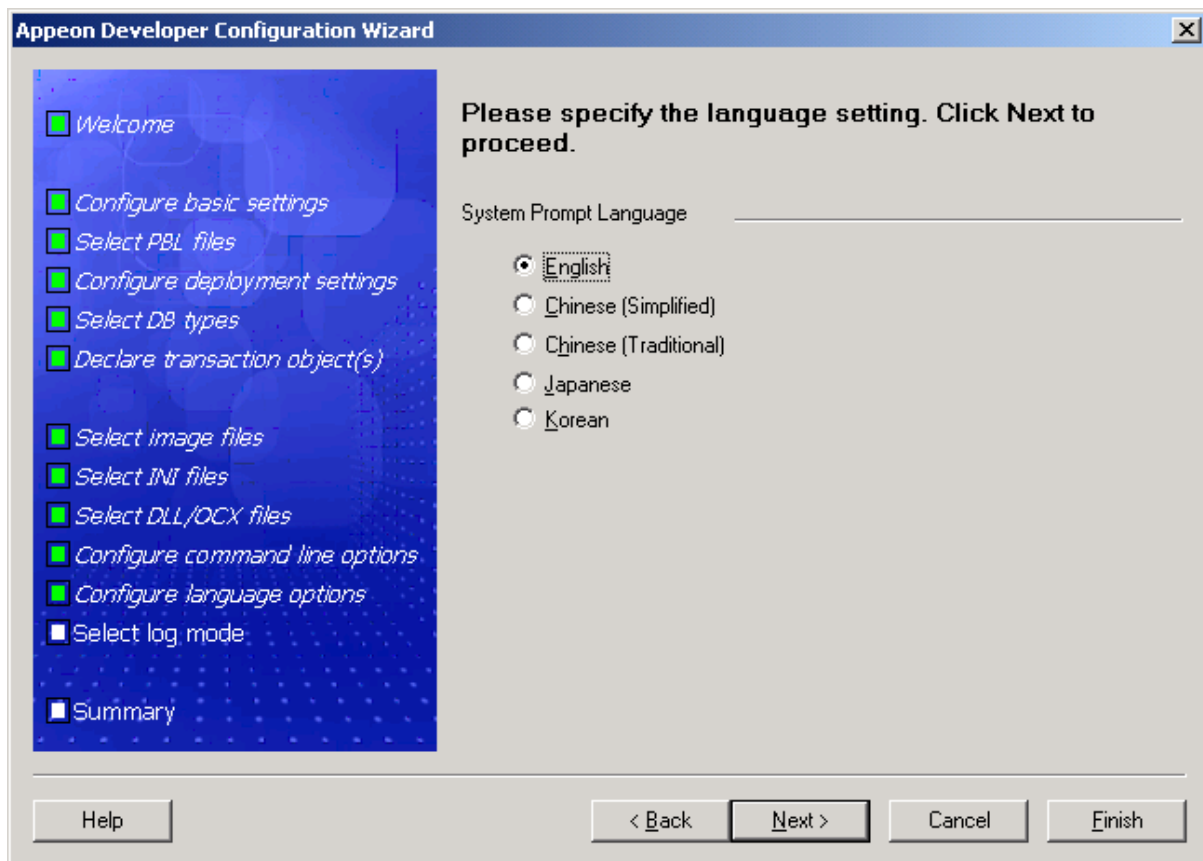 Appeon Developer Configuration Wizard
Welcome
Configure basic settings
Select PBL files
Configure deployment settings
Select DB types
Declare transaction object(s)
Select image files
Select INI files
Select DLL/OCX files
Configure command line options
Configure language options
Select log mode
Summary
Please specify the language setting. Click Next to
proceed.
System Prompt Language
English
Chinese (Simplified)
Chinese (Traditional)
Japanese
Korean
Help
< Back
Next >
Cancel
Finish